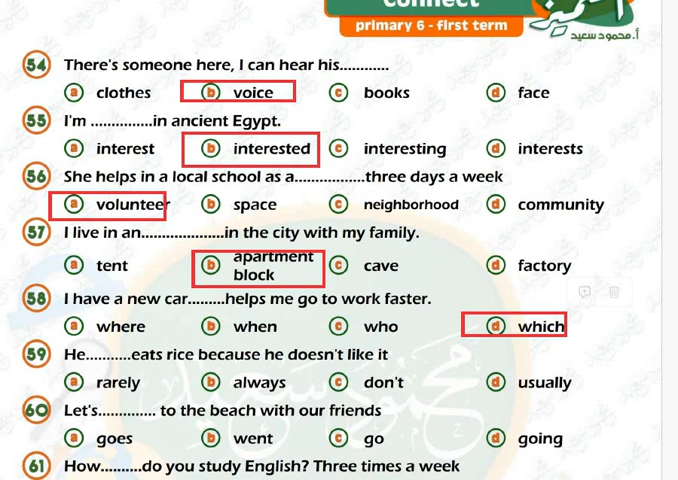 connect
primary 6 - first term
أ. محمود سعيد
54 There's someone here, I can hear his............
a clothes b voice c books d face
55 I'm ...............in ancient Egypt.
a interest b interested c interesting d interests
56 She helps in a local school as a.................three days a week
a volunteer b space c neighborhood d community
57 I live in an....................in the city with my family.
a tent b apartment block c cave d factory
58 I have a new car.........helps me go to work faster.
a where b when c who d which
59 He...........eats rice because he doesn't like it
a rarely b always c don't d usually
60 Let's.............. to the beach with our friends
a goes b went c go d going
61 How..........do you study English? Three times a week